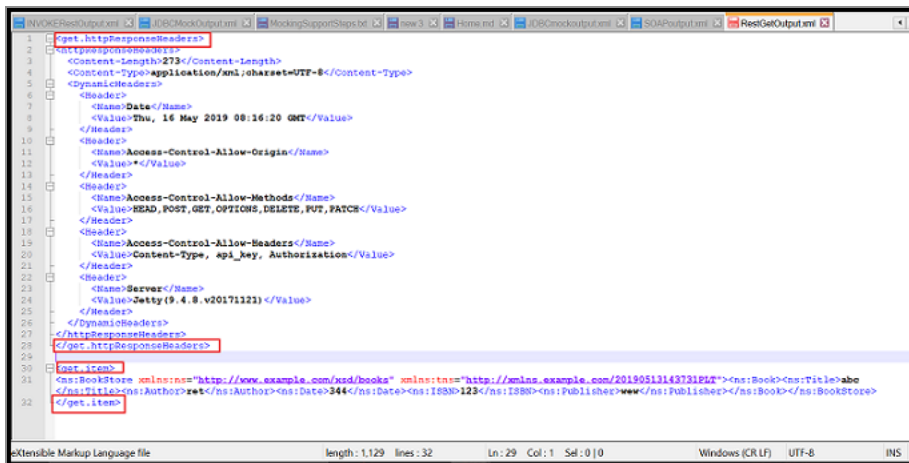 INVOKERestOutput.xml JDBCMockOutput.xml MockingSupportSteps.txt new 3 Home.md JDBCmockoutput.xml SOAPoutput.xml RestGetOutput.xml
1 <get.httpResponseHeaders>
2 <httpResponseHeaders>
3 <Content-Length>273</Content-Length>
4 <Content-Type>application/xml;charset=UTF-8</Content-Type>
5 <DynamicHeaders>
6 <Header>
7 <Name>Date</Name>
8 <Value>Thu, 16 May 2019 08:16:20 GMT</Value>
9 </Header>
10 <Header>
11 <Name>Access-Control-Allow-Origin</Name>
12 <Value>*</Value>
13 </Header>
14 <Header>
15 <Name>Access-Control-Allow-Methods</Name>
16 <Value>HEAD,POST,GET,OPTIONS,DELETE,PUT,PATCH</Value>
17 </Header>
18 <Header>
19 <Name>Access-Control-Allow-Headers</Name>
20 <Value>Content-Type, api_key, Authorization</Value>
21 </Header>
22 <Header>
23 <Name>Server</Name>
24 <Value>Jetty(9.4.8.v20171121)</Value>
25 </Header>
26 </DynamicHeaders>
27 </httpResponseHeaders>
28 </get.httpResponseHeaders>
29
30 <get.item>
31 <ns:BookStore xmlns:ns="http://www.example.com/xsd/books" xmlns:tns="http://xmlns.example.com/20190513143731PLT"><ns:Book><ns:Title>abc
</ns:Title><ns:Author>ret</ns:Author><ns:Date>344</ns:Date><ns:ISBN>123</ns:ISBN><ns:Publisher>wew</ns:Publisher></ns:Book></ns:BookStore>
32 </get.item>
eXtensible Markup Language file length : 1,129 lines : 32 Ln : 29 Col : 1 Sel : 0 | 0 Windows (CR LF) UTF-8 INS